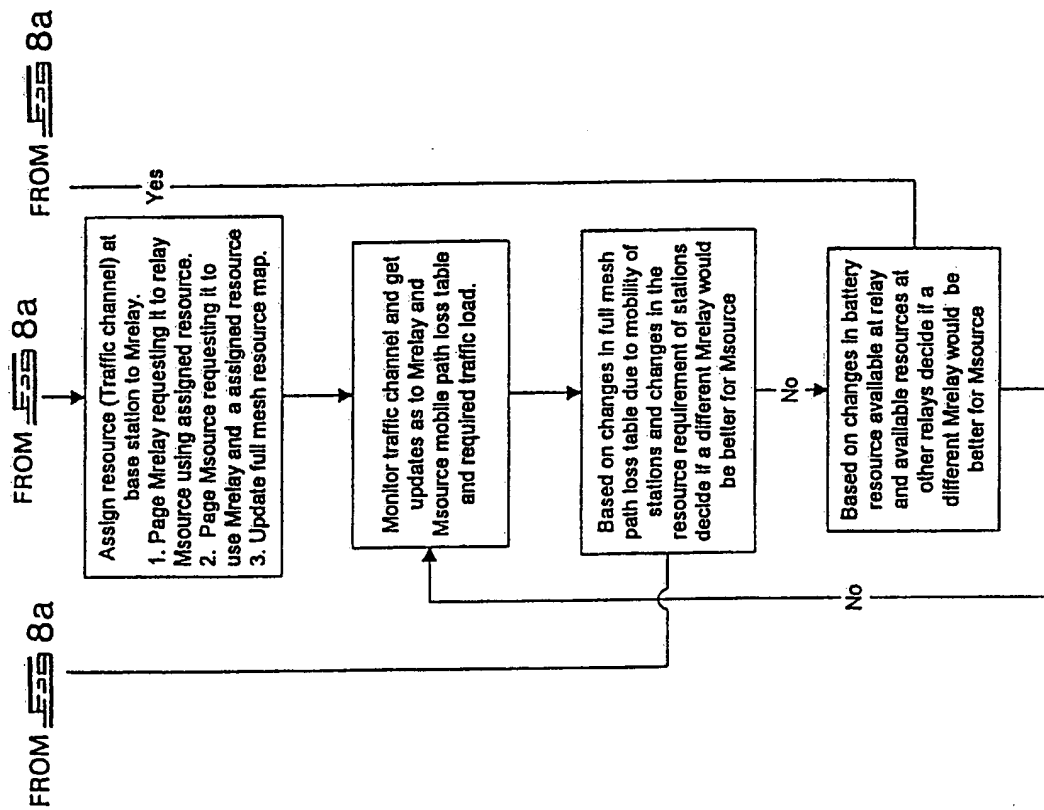 FROM Fig 8a
FROM Fig 8a
FROM Fig 8a
Assign resource (Traffic channel) at
base station to Mrelay.
1. Page Mrelay requesting it to relay
Msource using assigned resource.
2. Page Msource requesting it to
use Mrelay and a assigned resource
3. Update full mesh resource map.
Yes
Monitor traffic channel and get
updates as to Mrelay and
Msource mobile path loss table
and required traffic load.
Based on changes in full mesh
path loss table due to mobility of
stations and changes in the
resource requirement of stations
decide if a different Mrelay would
be better for Msource
No
No
Based on changes in battery
resource available at relay
and available resources at
other relays decide if a
different Mrelay would be
better for Msource